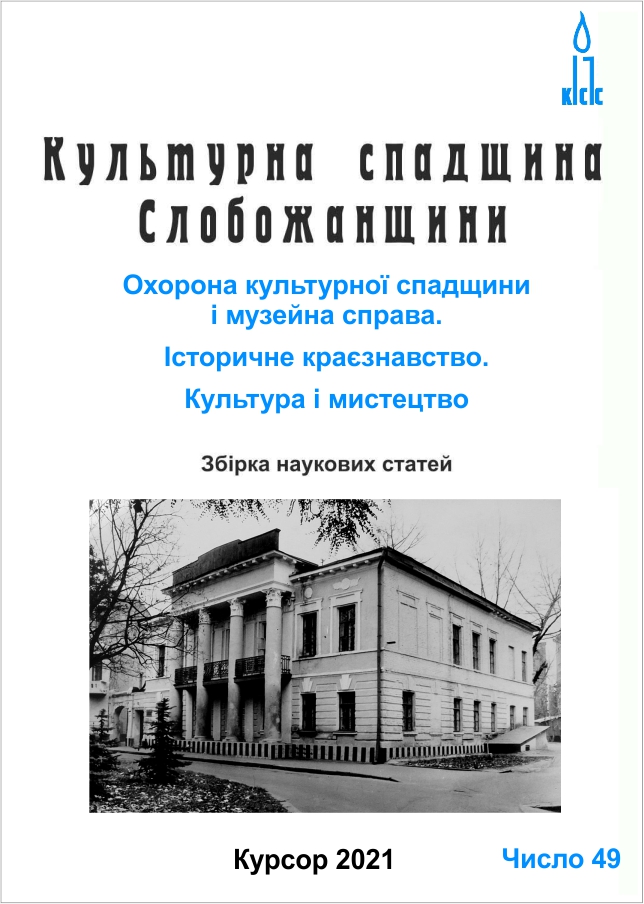 КСС
Культурна спадщина
Слобожанщини
Охорона культурної спадщини
і музейна справа.
Історичне краєзнавство.
Культура і мистецтво
Збірка наукових статей
Курсор 2021
Число 49